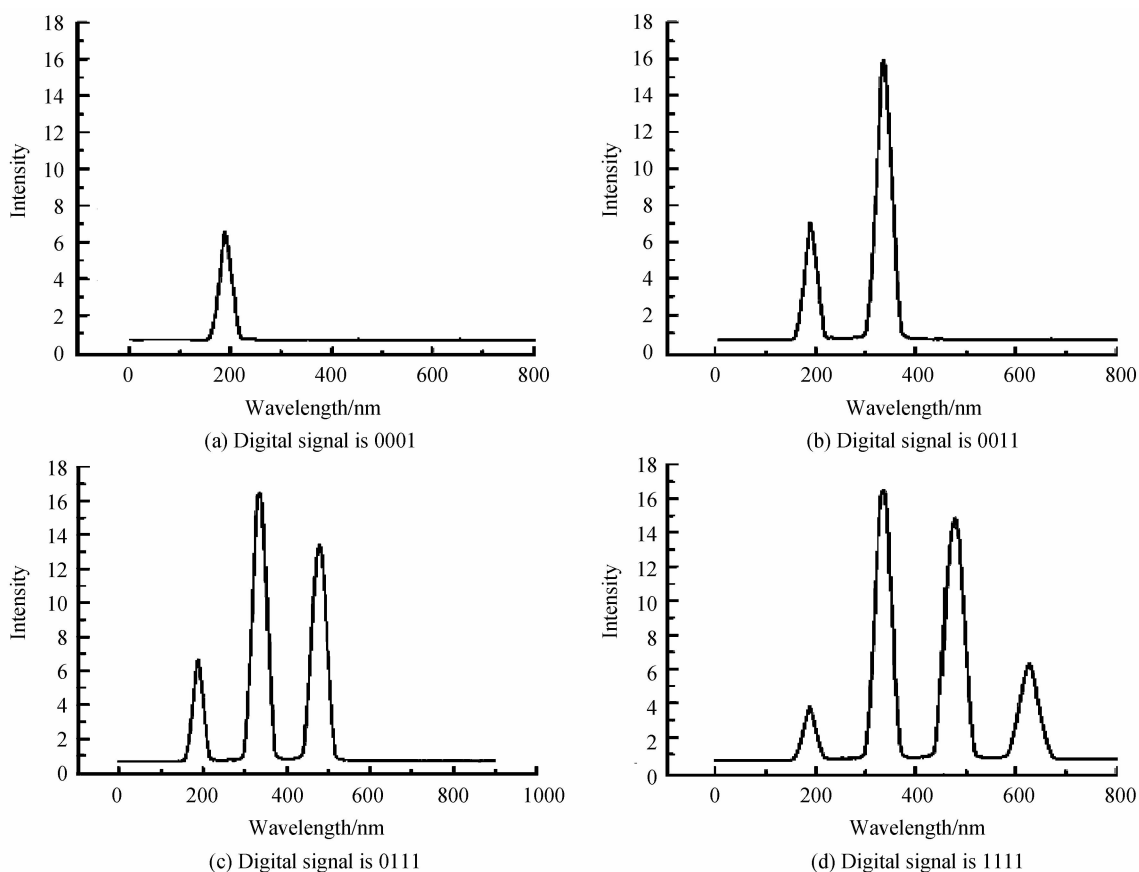 18
16
14
12
10
8
6
4
2
0
Intensity
0 200 400 600 800
Wavelength/nm
(a) Digital signal is 0001
18
16
14
12
10
8
6
4
2
0
Intensity
0 200 400 600 800
Wavelength/nm
(b) Digital signal is 0011
18
16
14
12
10
8
6
4
2
0
Intensity
0 200 400 600 800 1000
Wavelength/nm
(c) Digital signal is 0111
18
16
14
12
10
8
6
4
2
0
Intensity
0 200 400 600 800
Wavelength/nm
(d) Digital signal is 1111